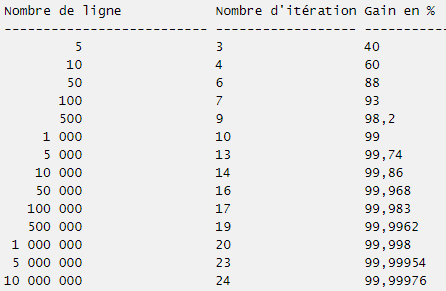 Nombre de ligne Nombre d'itération Gain en %
--------------------------- ------------------ -----------
5 3 40
10 4 60
50 6 88
100 7 93
500 9 98,2
1 000 10 99
5 000 13 99,74
10 000 14 99,86
50 000 16 99,968
100 000 17 99,983
500 000 19 99,9962
1 000 000 20 99,998
5 000 000 23 99,99954
10 000 000 24 99,99976